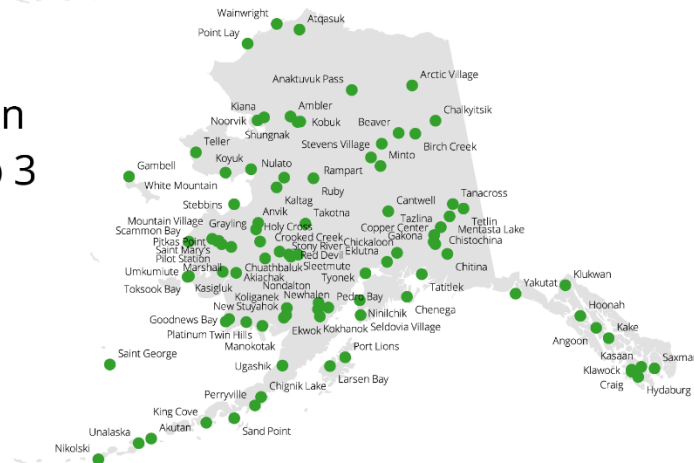 n
3
Wainwright
Atqasuk
Point Lay
Anaktuvuk Pass
Arctic Village
Kiana
Ambler
Chalkyitsik
Noorvik
Kobuk
Beaver
Shungnak
Teller
Stevens Village
Birch Creek
Koyuk
Nulato
Minto
Gambell
Rampart
White Mountain
Ruby
Tanacross
Stebbins
Kaltag
Cantwell
Anvik
Takotna
Tazlina
Tetlin
Mountain Village
Grayling
Holy Cross
Copper Center
Mentasta Lake
Scammon Bay
Crooked Creek
Gakona
Chistochina
Pitkas Point
Chickaloon
Saint Mary's
Stony River
Eklutna
Pilot Station
Red Devil
Chitina
Umkumiute
Marshall
Chuathbaluk
Sleetmute
Akiachak
Tyonek
Toksook Bay
Kasigluk
Nondalton
Tatitlek
Yakutat
Klukwan
Koliganek
Newhalen
Pedro Bay
New Stuyahok
Ninilchik
Chenega
Hoonah
Goodnews Bay
Ekwok
Kokhanok
Seldovia Village
Kake
Platinum
Twin Hills
Angoon
Manokotak
Port Lions
Kasaan
Saxma
Saint George
Ugashik
Klawock
Larsen Bay
Craig
Hydaburg
Chignik Lake
Perryville
King Cove
Sand Point
Unalaska
Akutan
Nikolski